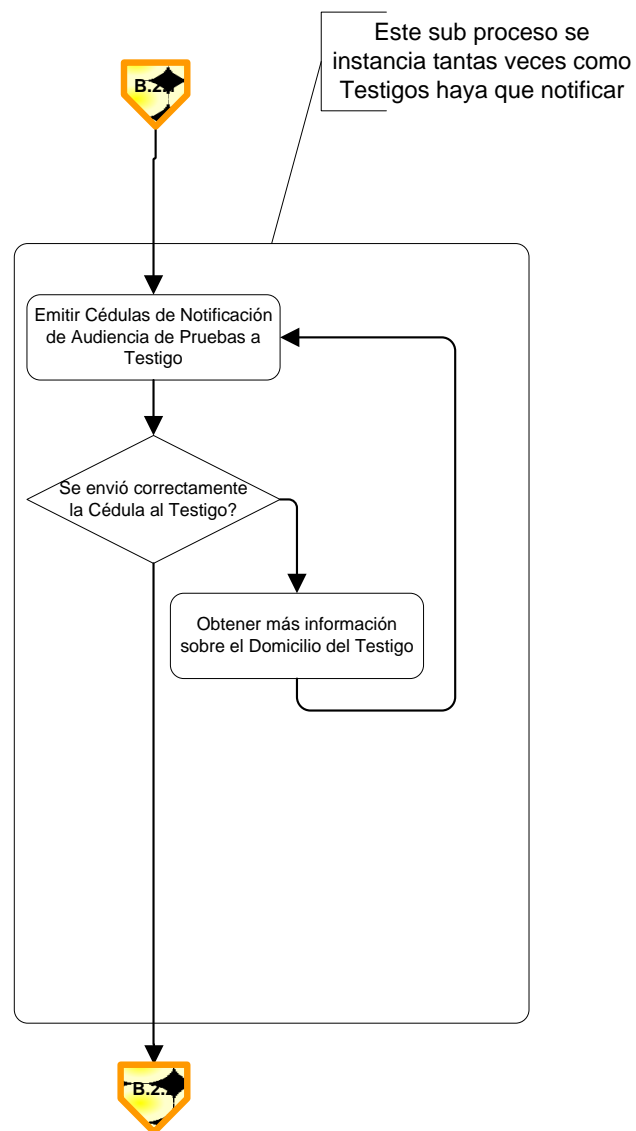 Este sub proceso se
instancia tantas veces como
Testigos haya que notificar
Emitir Cédulas de Notificación
de Audiencia de Pruebas a
Testigo
Se envió correctamente
la Cédula al Testigo?
Obtener más información
sobre el Domicilio del Testigo